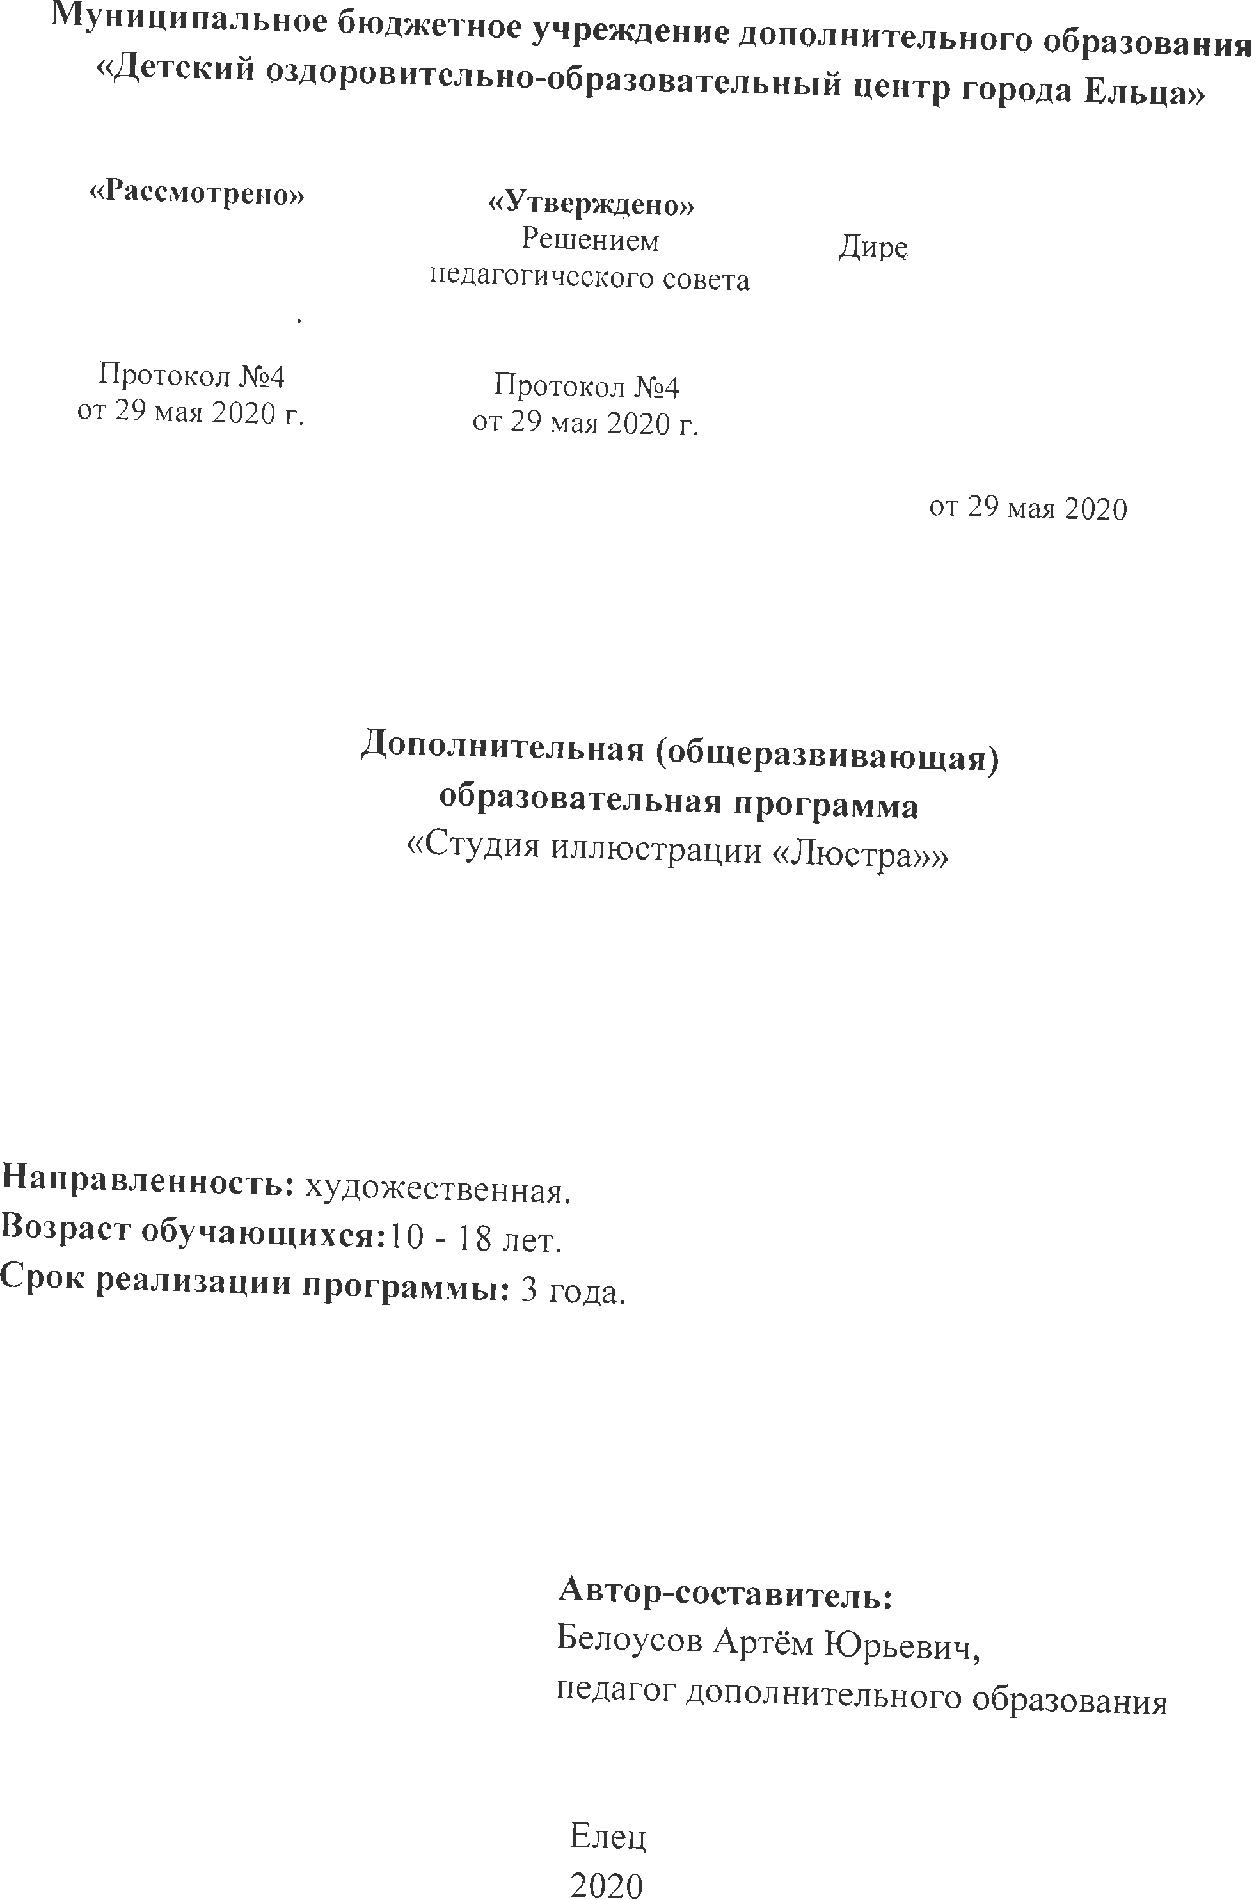 Муниципальное бюджетное учреждение дополнительного образования
«Детский оздоровительно-образовательный центр города Ельца»
«Рассмотрено»
«Утверждено»
Решением
педагогического совета
Дире
Протокол №4
от 29 мая 2020 г.
Протокол №4
от 29 мая 2020 г.
от 29 мая 2020
Дополнительная (общеразвивающая)
образовательная программа
«Студия иллюстрации «Люстра»»
Направленность: художественная.
Возраст обучающихся:10 - 18 лет.
Срок реализации программы: 3 года.
Автор-составитель:
Белоусов Артём Юрьевич,
педагог дополнительного образования
Елец
2020